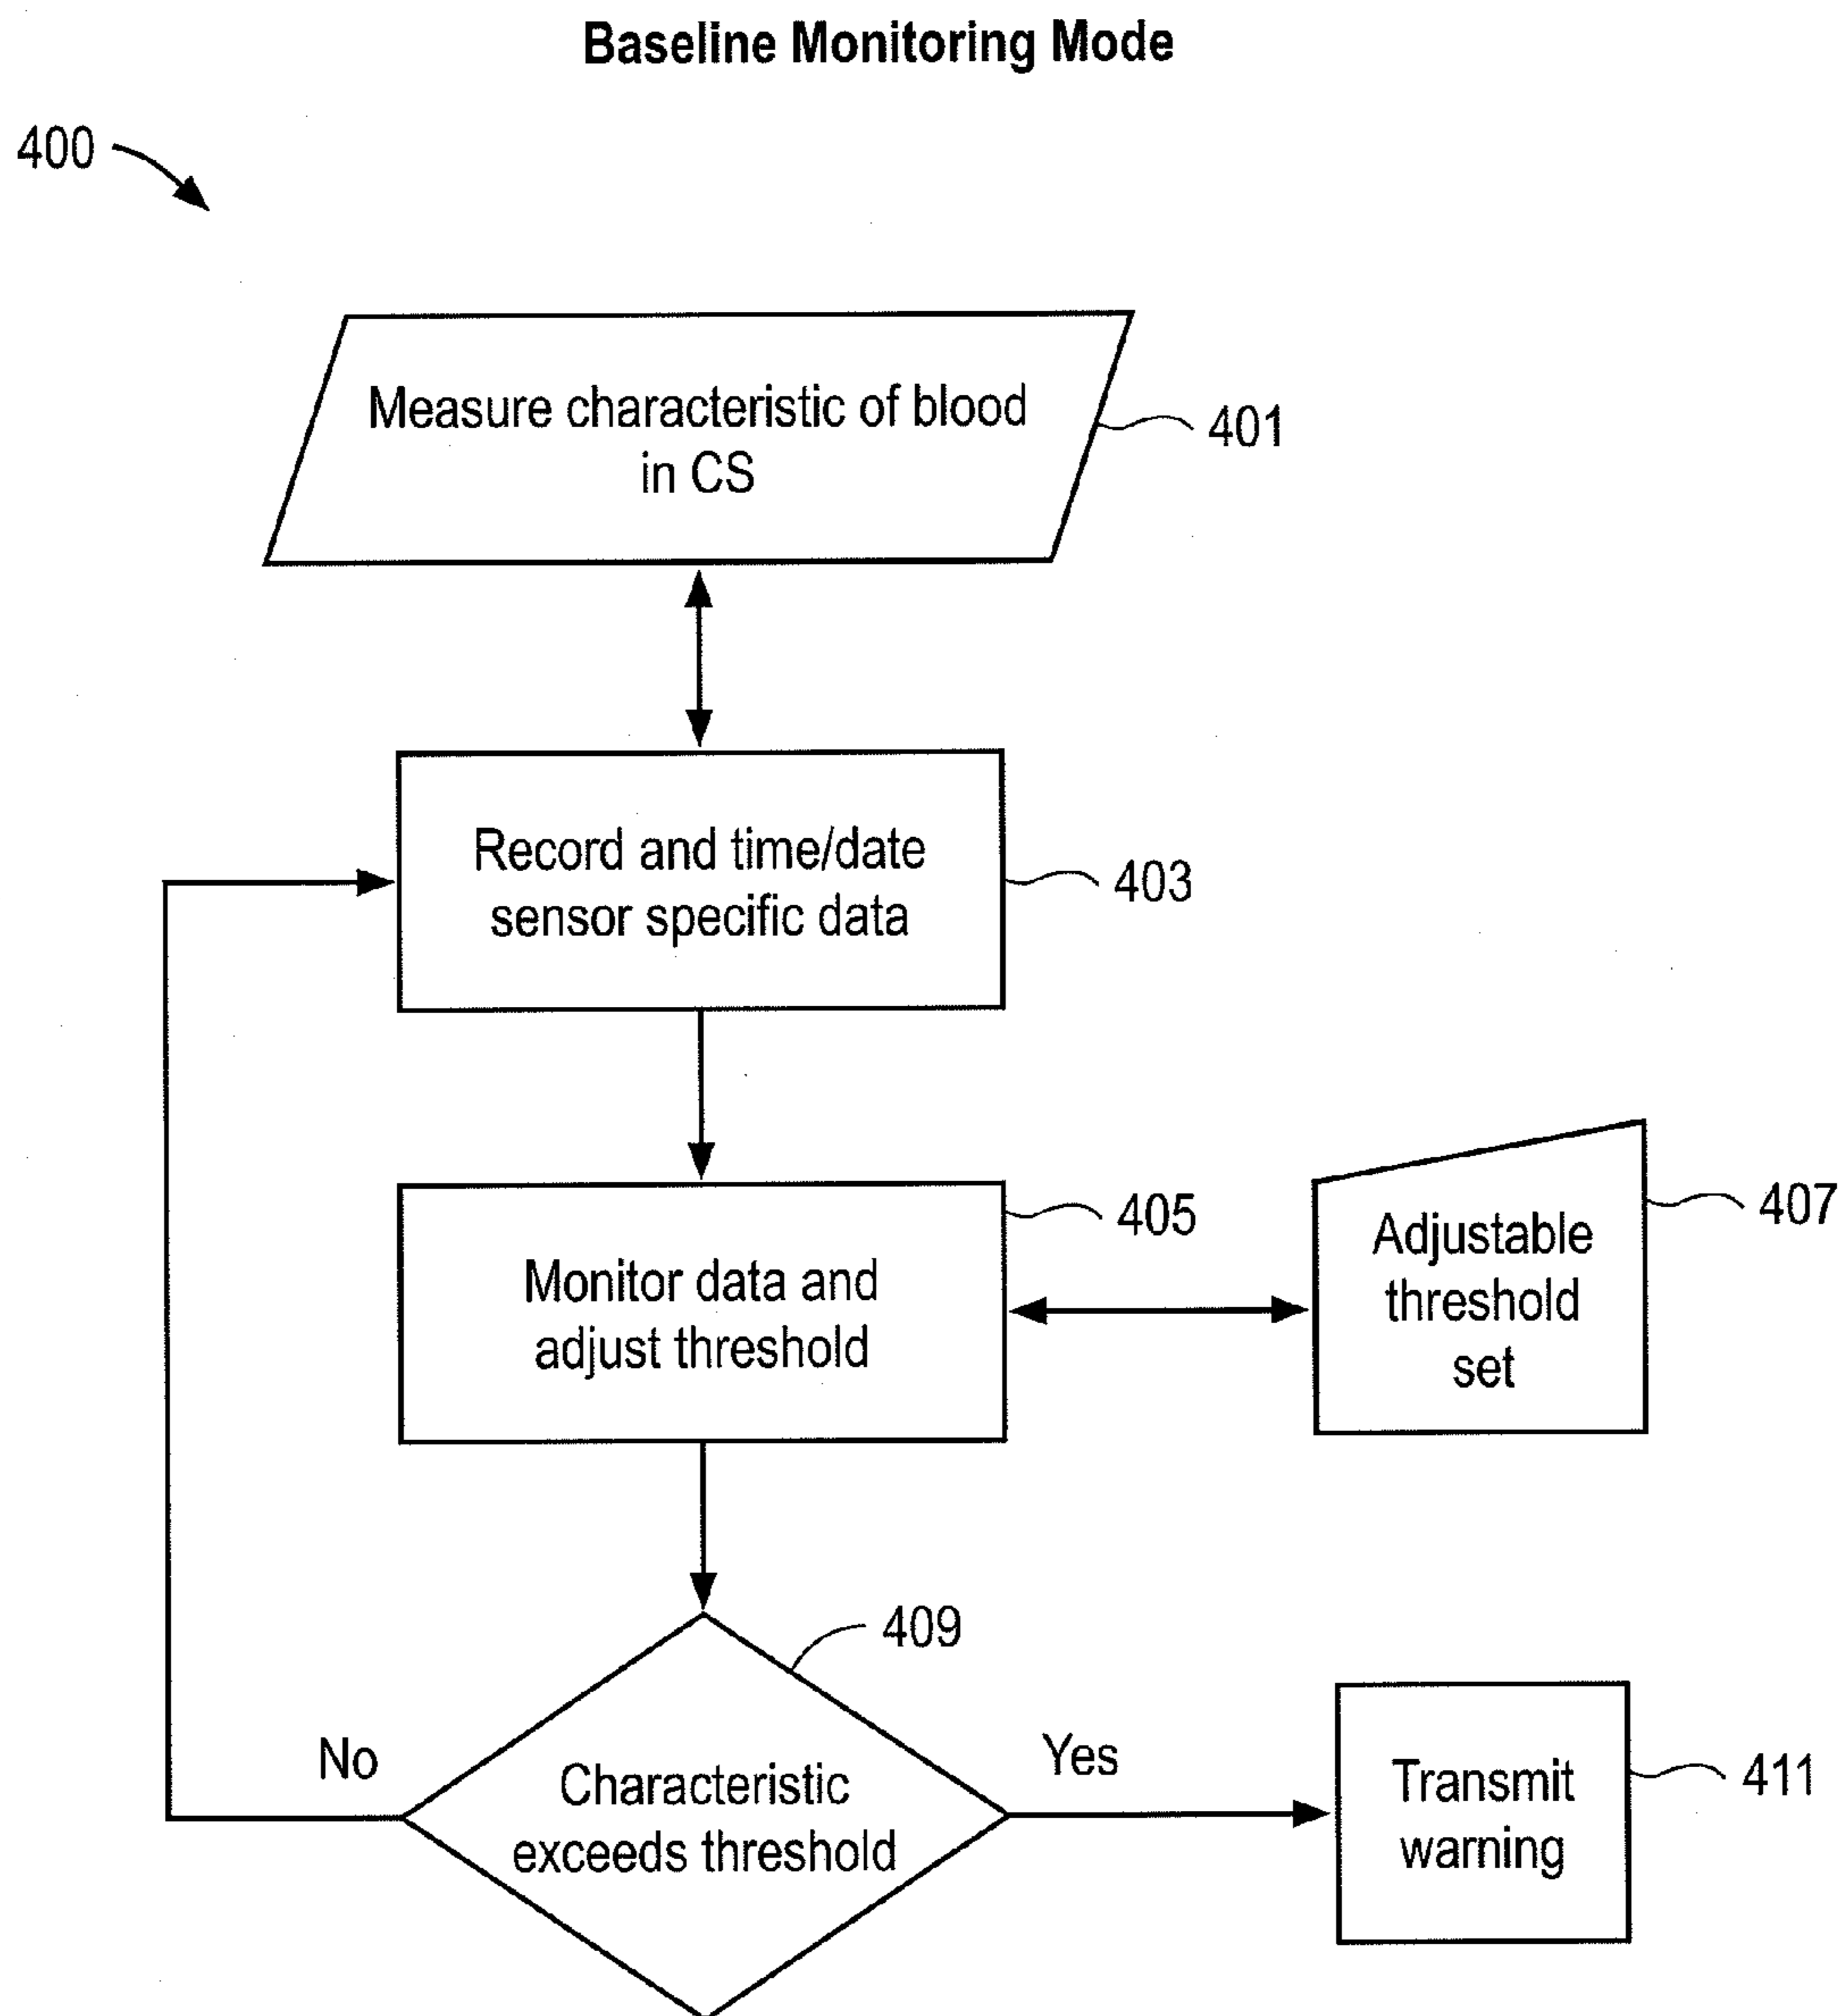 Baseline Monitoring Mode
400
Measure characteristic of blood
in CS
401
Record and time/date
sensor specific data
403
405
Monitor data and
adjust threshold
407
Adjustable
threshold
set
409
No
Characteristic
exceeds threshold
Yes
Transmit
warning
411